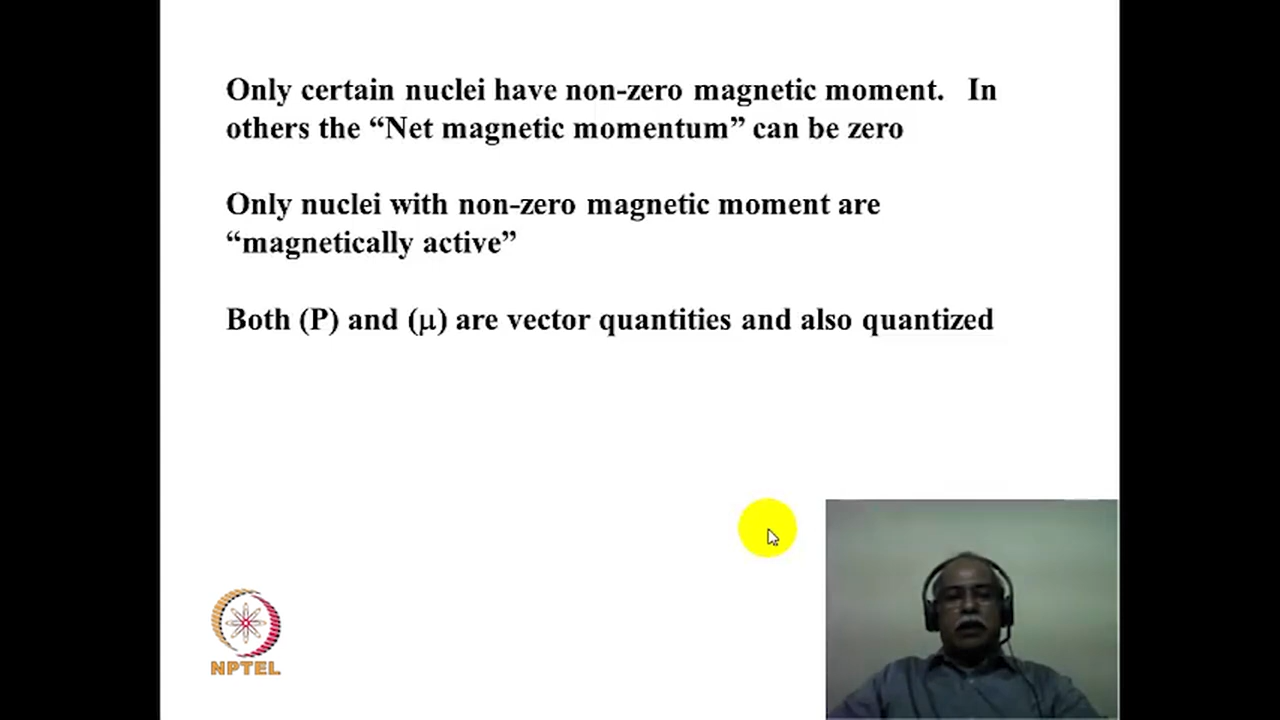 Only certain nuclei have non-zero magnetic moment. In
others the “Net magnetic momentum” can be zero
Only nuclei with non-zero magnetic moment are
“magnetically active”
Both (P) and (μ) are vector quantities and also quantized
NPTEL